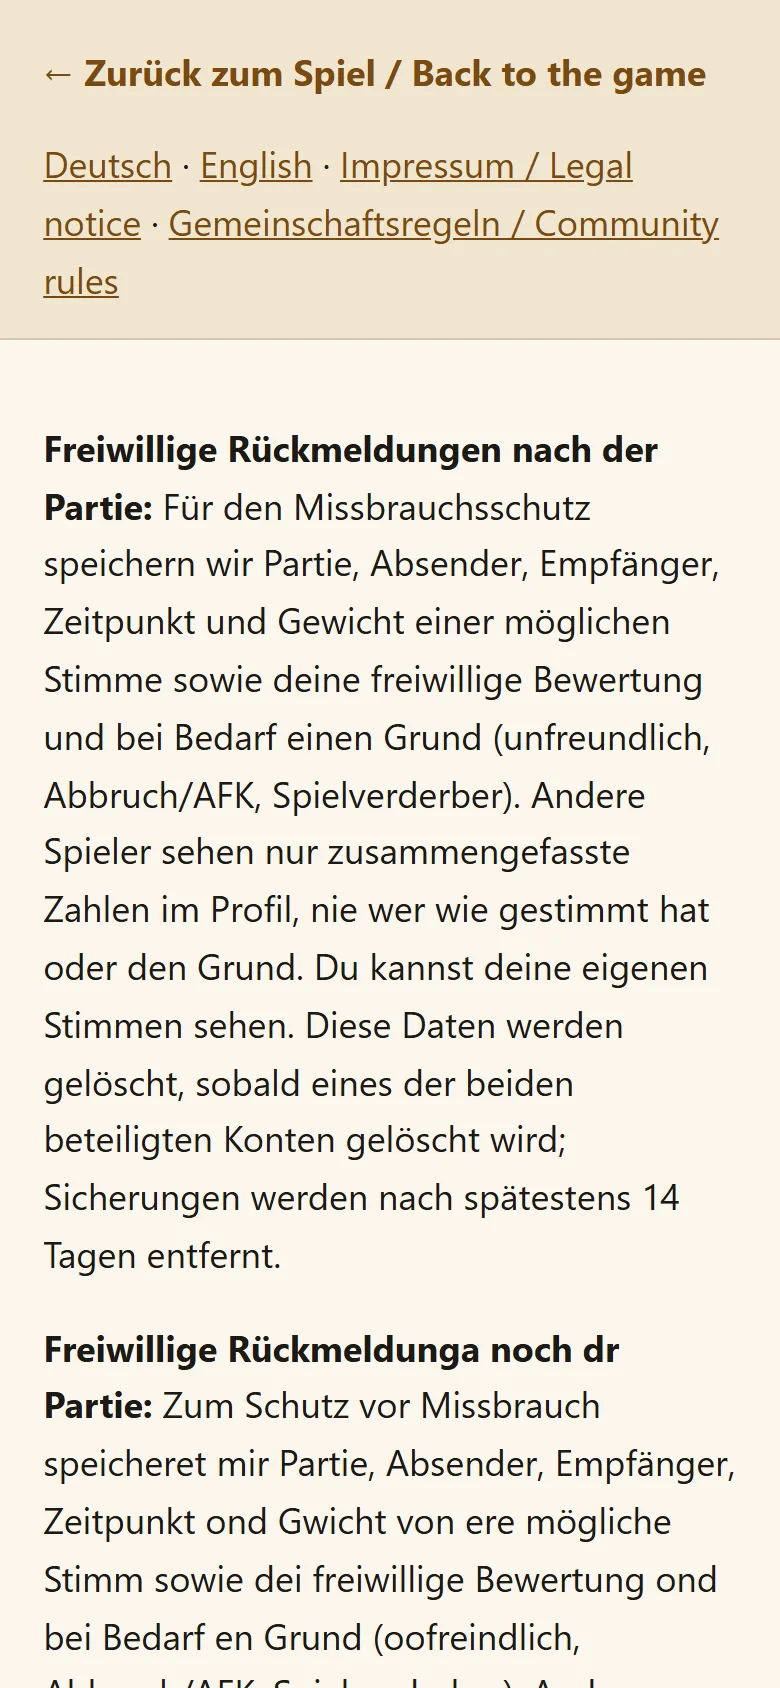 ← Zurück zum Spiel / Back to the game
Deutsch · English · Impressum / Legal
notice · Gemeinschaftsregeln / Community
rules
Freiwillige Rückmeldungen nach der
Partie: Für den Missbrauchsschutz
speichern wir Partie, Absender, Empfänger,
Zeitpunkt und Gewicht einer möglichen
Stimme sowie deine freiwillige Bewertung
und bei Bedarf einen Grund (unfreundlich,
Abbruch/AFK, Spielverderber). Andere
Spieler sehen nur zusammengefasste
Zahlen im Profil, nie wer wie gestimmt hat
oder den Grund. Du kannst deine eigenen
Stimmen sehen. Diese Daten werden
gelöscht, sobald eines der beiden
beteiligten Konten gelöscht wird;
Sicherungen werden nach spätestens 14
Tagen entfernt.
Freiwillige Rückmeldunga noch dr
Partie: Zum Schutz vor Missbrauch
speicheret mir Partie, Absender, Empfänger,
Zeitpunkt ond Gwicht von ere mögliche
Stimm sowie dei freiwillige Bewertung ond
bei Bedarf en Grund (oofreindlich,